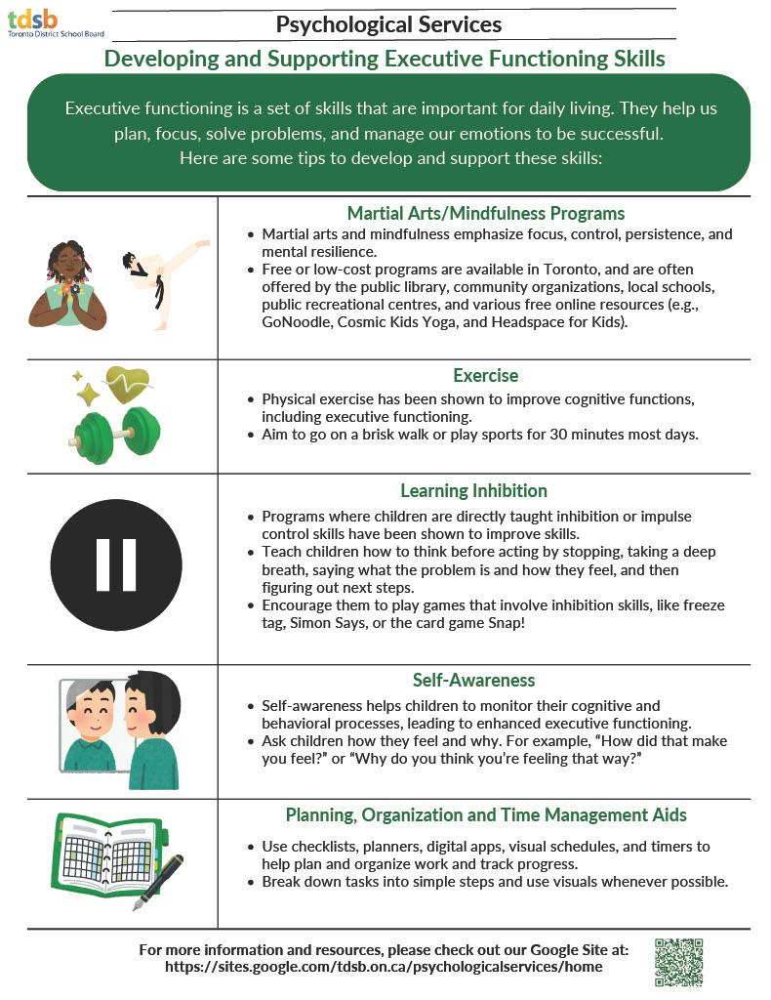 tdsb
Toronto District School Board
Psychological Services
Developing and Supporting Executive Functioning Skills
Executive functioning is a set of skills that are important for daily living. They help us
plan, focus, solve problems, and manage our emotions to be successful.
Here are some tips to develop and support these skills:
Martial Arts/Mindfulness Programs
• Martial arts and mindfulness emphasize focus, control, persistence, and
mental resilience.
• Free or low-cost programs are available in Toronto, and are often
offered by the public library, community organizations, local schools,
public recreational centres, and various free online resources (e.g.,
GoNoodle, Cosmic Kids Yoga, and Headspace for Kids).
Exercise
• Physical exercise has been shown to improve cognitive functions,
including executive functioning.
• Aim to go on a brisk walk or play sports for 30 minutes most days.
Learning Inhibition
• Programs where children are directly taught inhibition or impulse
control skills have been shown to improve skills.
• Teach children how to think before acting by stopping, taking a deep
breath, saying what the problem is and how they feel, and then
figuring out next steps.
• Encourage them to play games that involve inhibition skills, like freeze
tag, Simon Says, or the card game Snap!
Self-Awareness
• Self-awareness helps children to monitor their cognitive and
behavioral processes, leading to enhanced executive functioning.
• Ask children how they feel and why. For example, “How did that make
you feel?” or “Why do you think you’re feeling that way?”
Planning, Organization and Time Management Aids
• Use checklists, planners, digital apps, visual schedules, and timers to
help plan and organize work and track progress.
• Break down tasks into simple steps and use visuals whenever possible.
For more information and resources, please check out our Google Site at:
https://sites.google.com/tdsb.on.ca/psychologicalservices/home